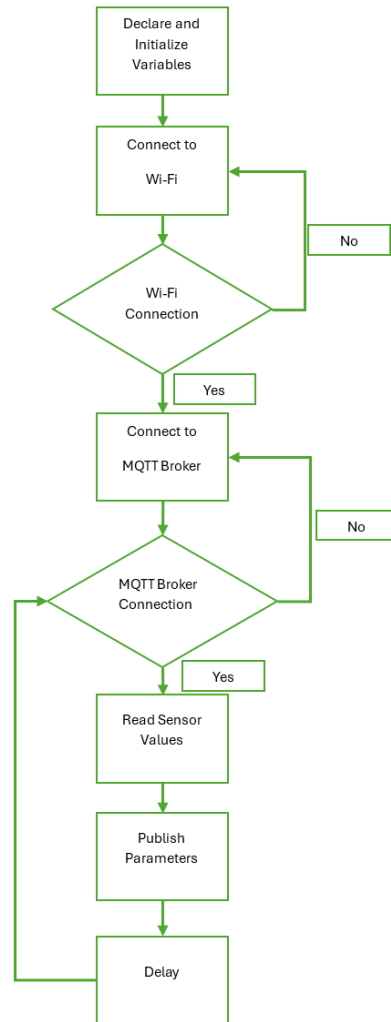 Declare and
Initialize
Variables
Connect to
Wi-Fi
No
Wi-Fi
Connection
Yes
Connect to
MQTT Broker
No
MQTT Broker
Connection
Yes
Read Sensor
Values
Publish
Parameters
Delay